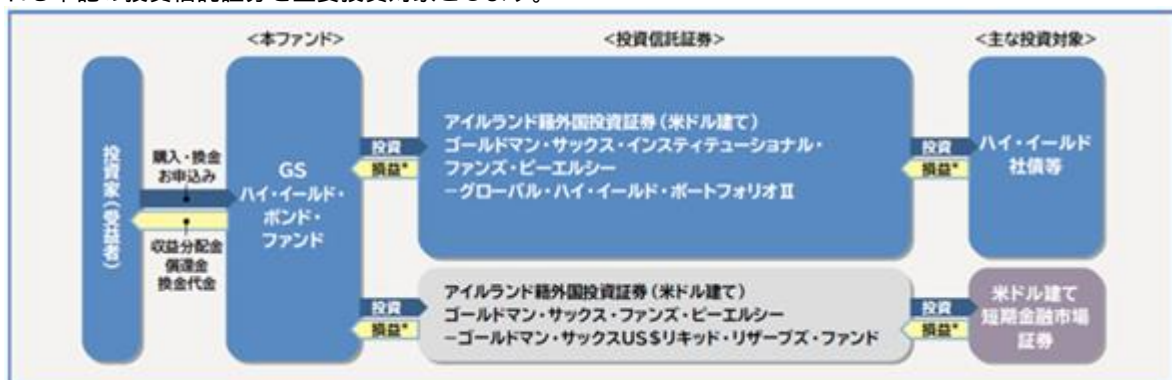 <本ファンド>
<投資信託証券>
<主な投資対象>
投資家(受益者)
購入・換金
お申込み
収益分配金
償還金
換金代金
GS
ハイ・イールド・
ボンド・
ファンド
投資
損益*
アイルランド籍外国投資証券(米ドル建て)
ゴールドマン・サックス・インスティテューショナル・
ファンズ・ピーエルシー
-グローバル・ハイ・イールド・ポートフォリオⅡ
投資
損益*
ハイ・イールド
社債等
投資
損益*
アイルランド籍外国投資証券(米ドル建て)
ゴールドマン・サックス・ファンズ・ピーエルシー
-ゴールドマン・サックスUS$リキッド・リザーブズ・ファンド
投資
損益*
米ドル建て
短期金融市場
証券